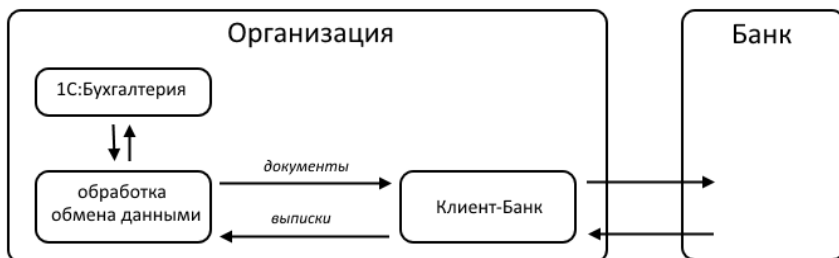 Организация
Банк
1С:Бухгалтерия
документы
обработка
обмена данными
Клиент-Банк
выписки